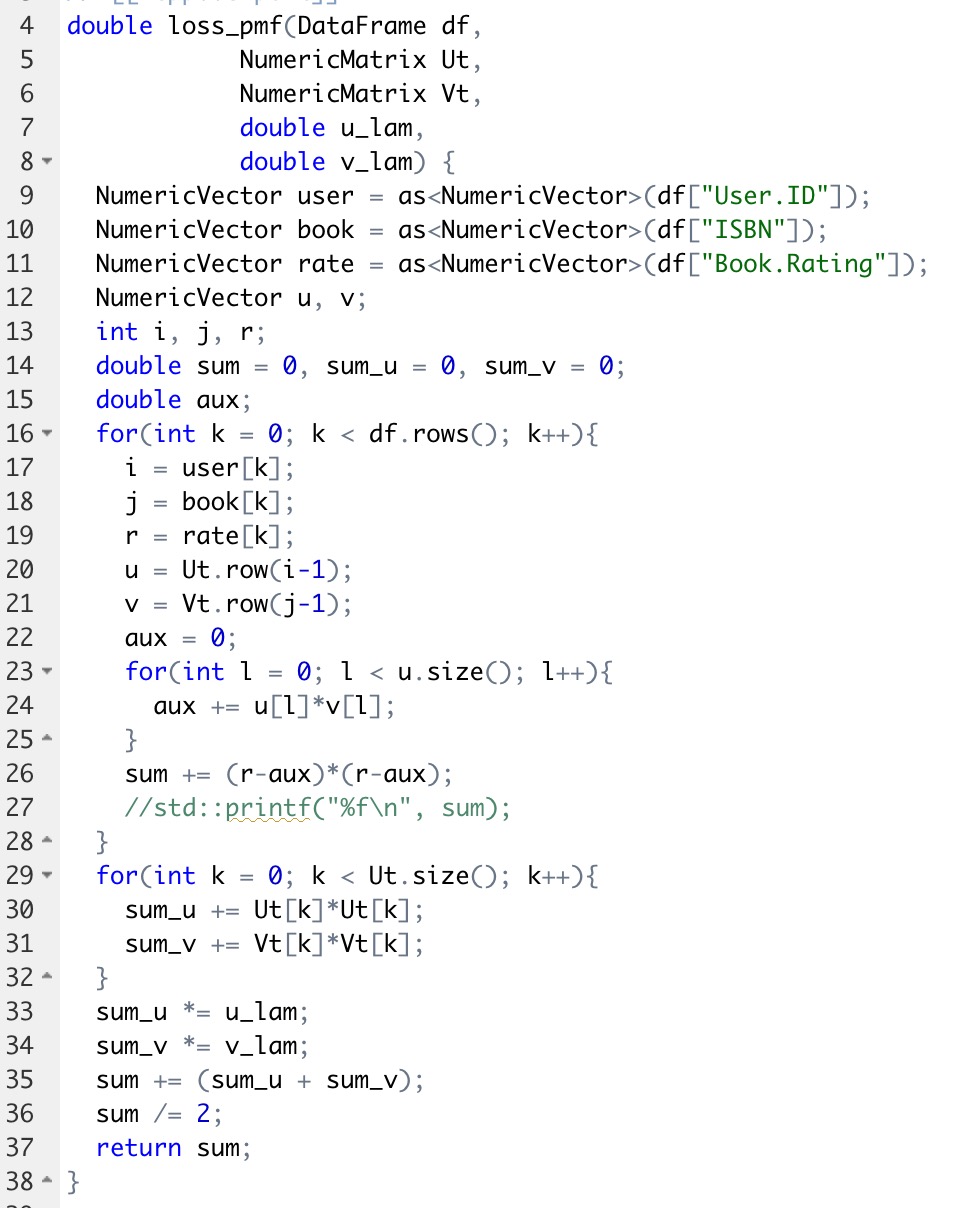 4 double loss_pmf(DataFrame df,
5 NumericMatrix Ut,
6 NumericMatrix Vt,
7 double u_lam,
8 double v_lam) {
9 NumericVector user = as<NumericVector>(df["User.ID"]);
10 NumericVector book = as<NumericVector>(df["ISBN"]);
11 NumericVector rate = as<NumericVector>(df["Book.Rating"]);
12 NumericVector u, v;
13 int i, j, r;
14 double sum = 0, sum_u = 0, sum_v = 0;
15 double aux;
16 for(int k = 0; k < df.rows(); k++){
17 i = user[k];
18 j = book[k];
19 r = rate[k];
20 u = Ut.row(i-1);
21 v = Vt.row(j-1);
22 aux = 0;
23 for(int l = 0; l < u.size(); l++){
24 aux += u[l]*v[l];
25 }
26 sum += (r-aux)*(r-aux);
27 //std::printf("%f\n", sum);
28 }
29 for(int k = 0; k < Ut.size(); k++){
30 sum_u += Ut[k]*Ut[k];
31 sum_v += Vt[k]*Vt[k];
32 }
33 sum_u *= u_lam;
34 sum_v *= v_lam;
35 sum += (sum_u + sum_v);
36 sum /= 2;
37 return sum;
38 }